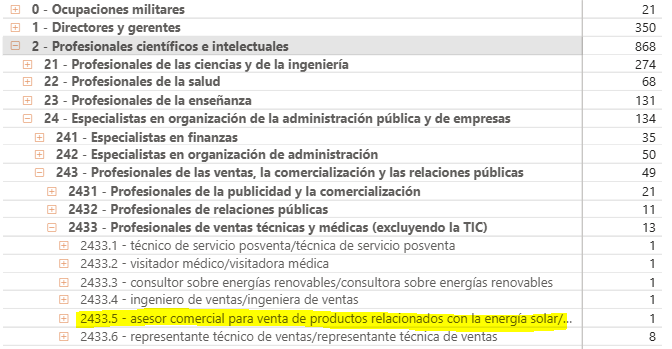 0 - Ocupaciones militares 21
1 - Directores y gerentes 350
2 - Profesionales científicos e intelectuales 868
21 - Profesionales de las ciencias y de la ingeniería 274
22 - Profesionales de la salud 68
23 - Profesionales de la enseñanza 131
24 - Especialistas en organización de la administración pública y de empresas 134
241 - Especialistas en finanzas 35
242 - Especialistas en organización de administración 50
243 - Profesionales de las ventas, la comercialización y las relaciones públicas 49
2431 - Profesionales de la publicidad y la comercialización 21
2432 - Profesionales de relaciones públicas 11
2433 - Profesionales de ventas técnicas y médicas (excluyendo la TIC) 13
2433.1 - técnico de servicio posventa/técnica de servicio posventa 1
2433.2 - visitador médico/visitadora médica 1
2433.3 - consultor sobre energías renovables/consultora sobre energías renovables 1
2433.4 - ingeniero de ventas/ingeniera de ventas 1
2433.5 - asesor comercial para venta de productos relacionados con la energía solar/... 1
2433.6 - representante técnico de ventas/representante técnica de ventas 8